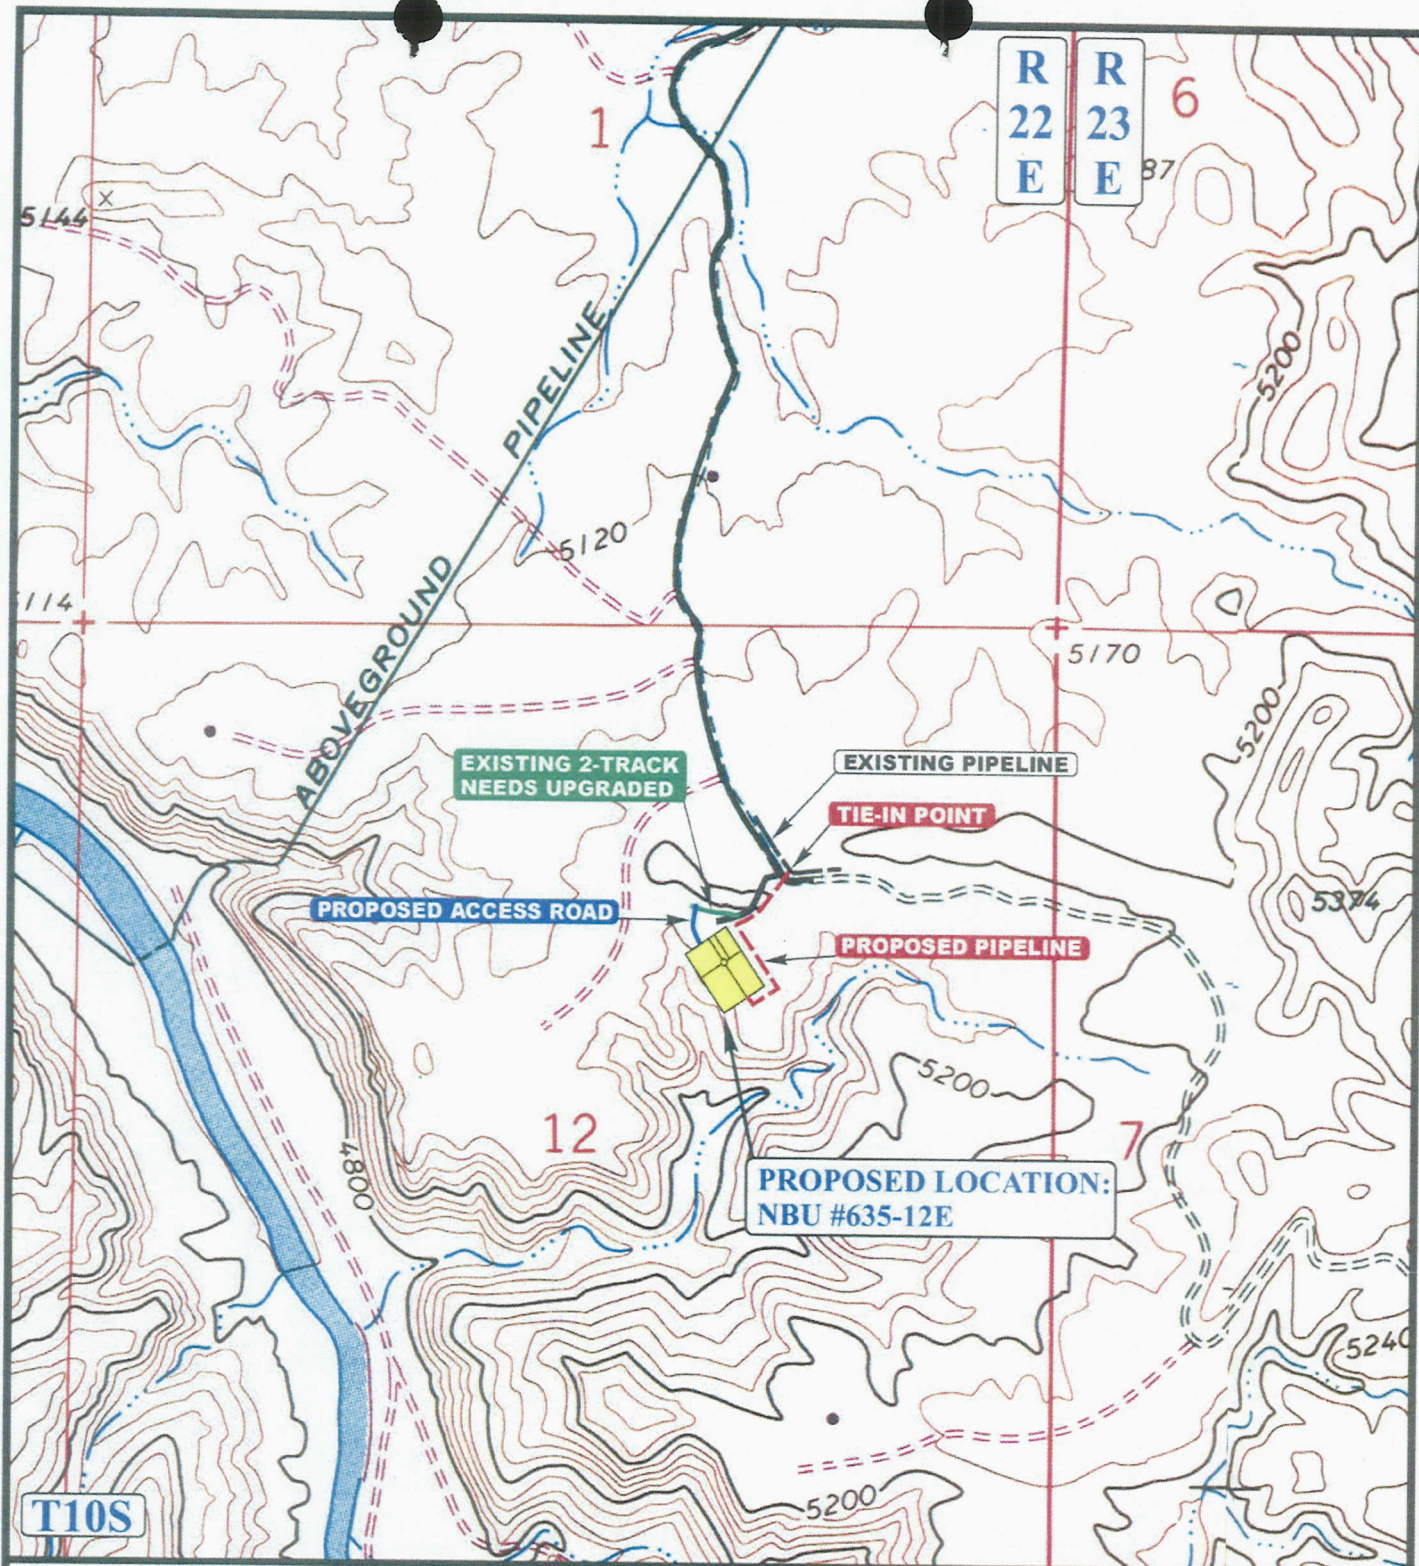 R
22
E
R
23
E
6
1
87
5144
5200
ABOVEGROUND PIPELINE
5120
5170
5200
EXISTING 2-TRACK
NEEDS UPGRADED
EXISTING PIPELINE
TIE-IN POINT
5374
PROPOSED ACCESS ROAD
PROPOSED PIPELINE
5200
12
7
4800
PROPOSED LOCATION:
NBU #635-12E
5240
5200
T10S